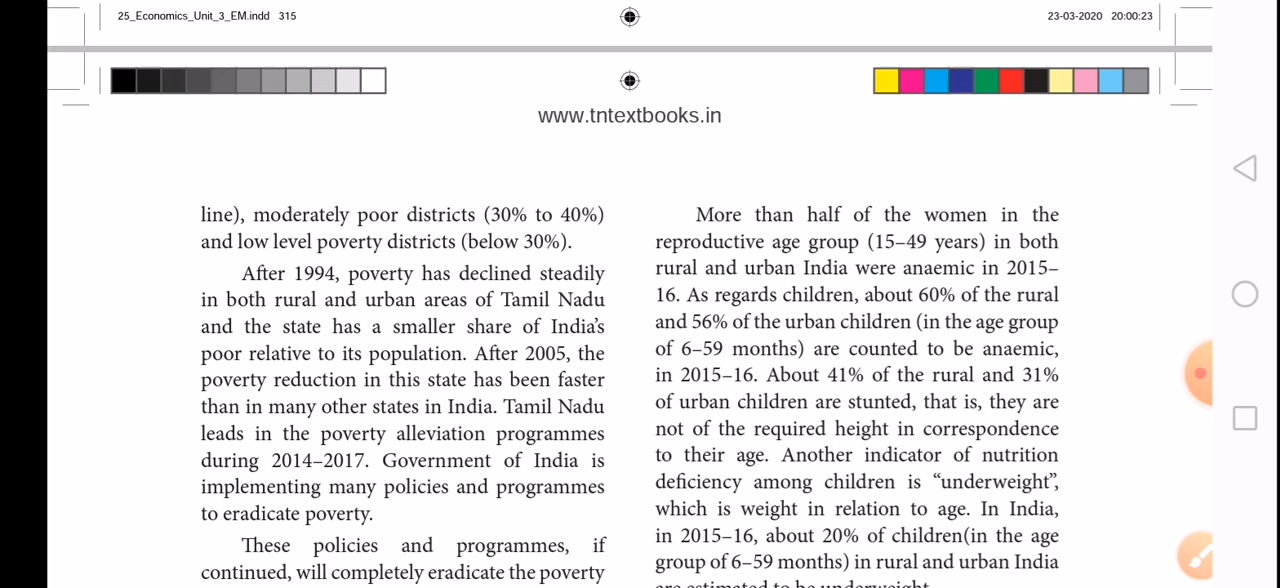 25_Economics_Unit_3_EM.indd 315
23-03-2020 20:00:23
www.tntextbooks.in
line), moderately poor districts (30% to 40%)
and low level poverty districts (below 30%).
After 1994, poverty has declined steadily
in both rural and urban areas of Tamil Nadu
and the state has a smaller share of India’s
poor relative to its population. After 2005, the
poverty reduction in this state has been faster
than in many other states in India. Tamil Nadu
leads in the poverty alleviation programmes
during 2014–2017. Government of India is
implementing many policies and programmes
to eradicate poverty.
These policies and programmes, if
continued, will completely eradicate the poverty
More than half of the women in the
reproductive age group (15–49 years) in both
rural and urban India were anaemic in 2015–
16. As regards children, about 60% of the rural
and 56% of the urban children (in the age group
of 6–59 months) are counted to be anaemic,
in 2015–16. About 41% of the rural and 31%
of urban children are stunted, that is, they are
not of the required height in correspondence
to their age. Another indicator of nutrition
deficiency among children is “underweight”,
which is weight in relation to age. In India,
in 2015–16, about 20% of children(in the age
group of 6–59 months) in rural and urban India
are estimated to be underweight.